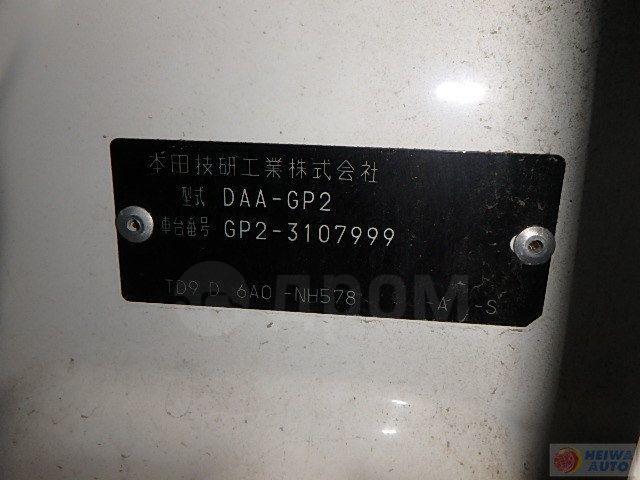 本田技研工業株式会社
型式 DAA-GP2
車台番号 GP2-3107999
TD9 D 6A0 -NH578 -A -S
ДРОМ
HEIWA
AUTO